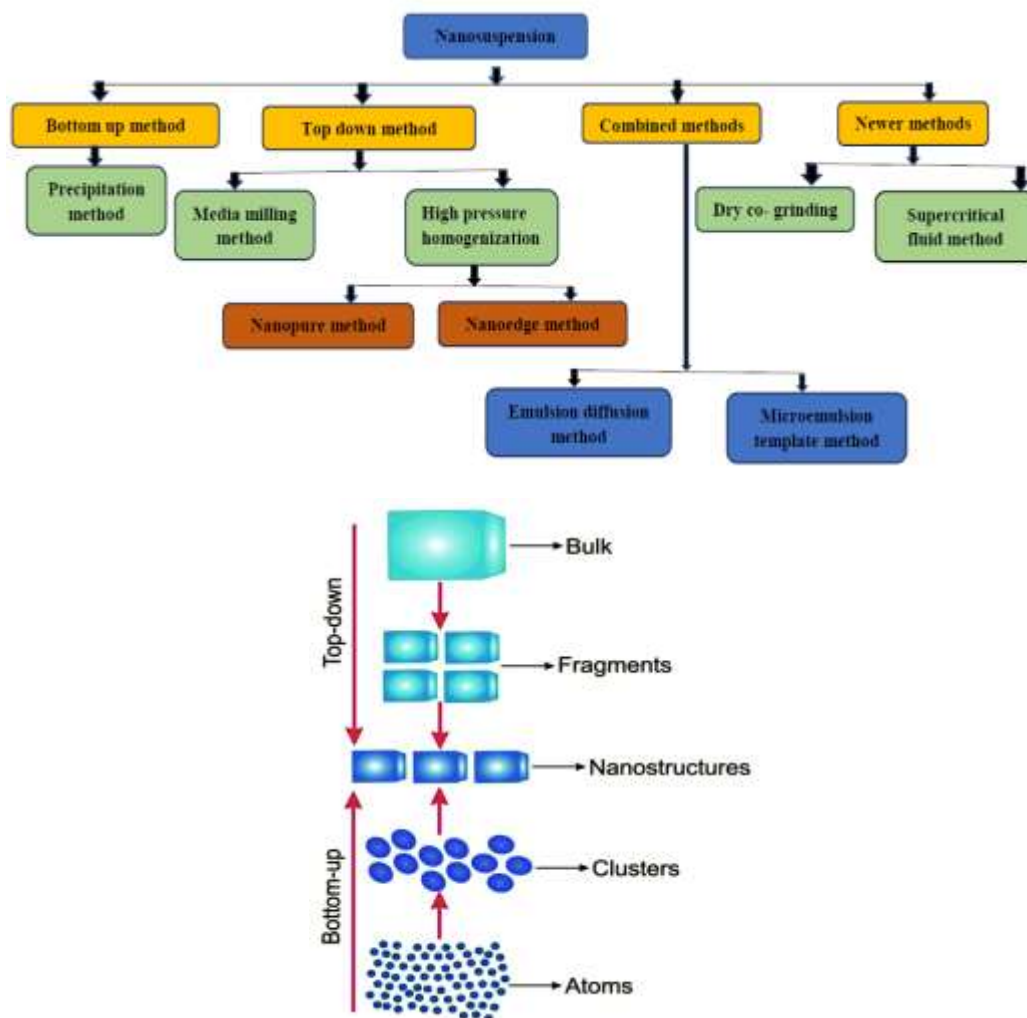 Nanosuspension
Bottom up method
Top down method
Combined methods
Newer methods
Precipitation
method
Media milling
method
High pressure
homogenization
Dry co- grinding
Supercritical
fluid method
Nanopure method
Nanoedge method
Emulsion diffusion
method
Microemulsion
template method
Top-down
Bulk
Fragments
Nanostructures
Bottom-up
Clusters
Atoms